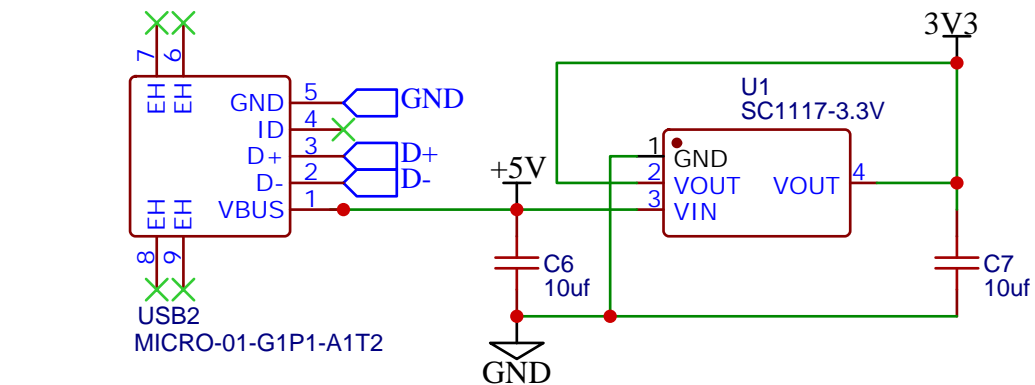 3V3
7
6
EH
EH
GND
5
GND
ID
4
D+
3
D+
D-
2
D-
VBUS
1
EH
EH
8
9
USB2
MICRO-01-G1P1-A1T2
+5V
C6
10uf
GND
U1
SC1117-3.3V
1
GND
2
VOUT
VOUT
4
3
VIN
C7
10uf